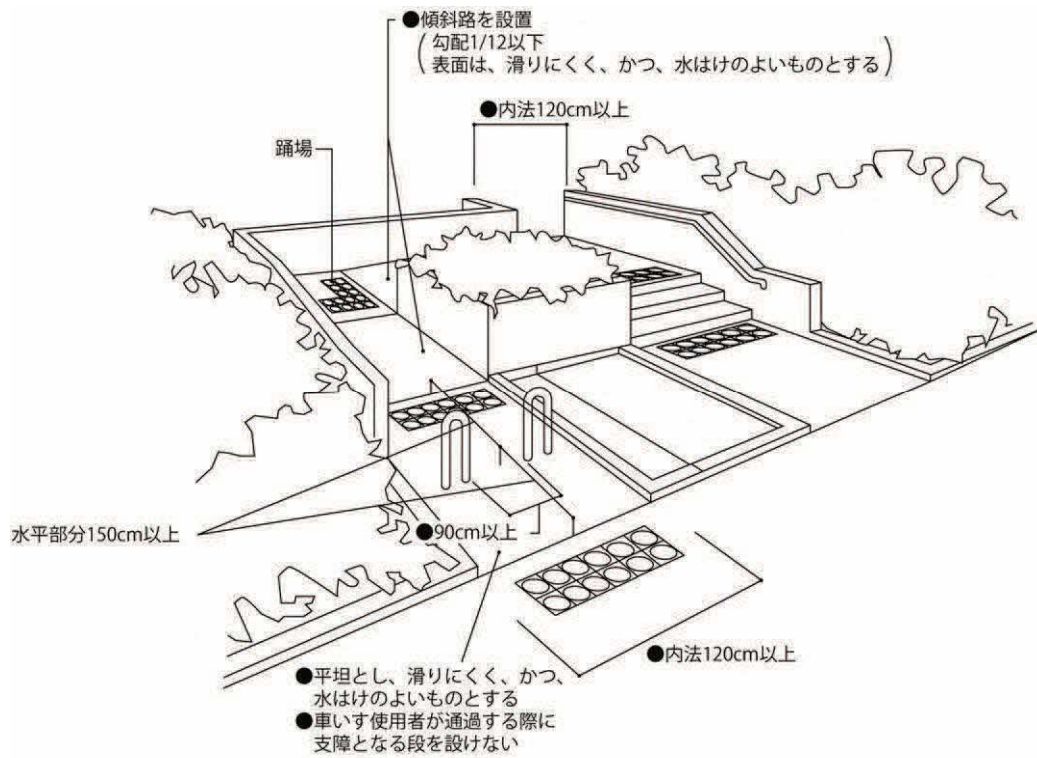 ●傾斜路を設置
勾配1/12以下
表面は、滑りにくく、かつ、水はけのよいものとする
●内法120cm以上
踊場
水平部分150cm以上
●90cm以上
●内法120cm以上
●平坦とし、滑りにくく、かつ、
水はけのよいものとする
●車いす使用者が通過する際に
支障となる段を設けない